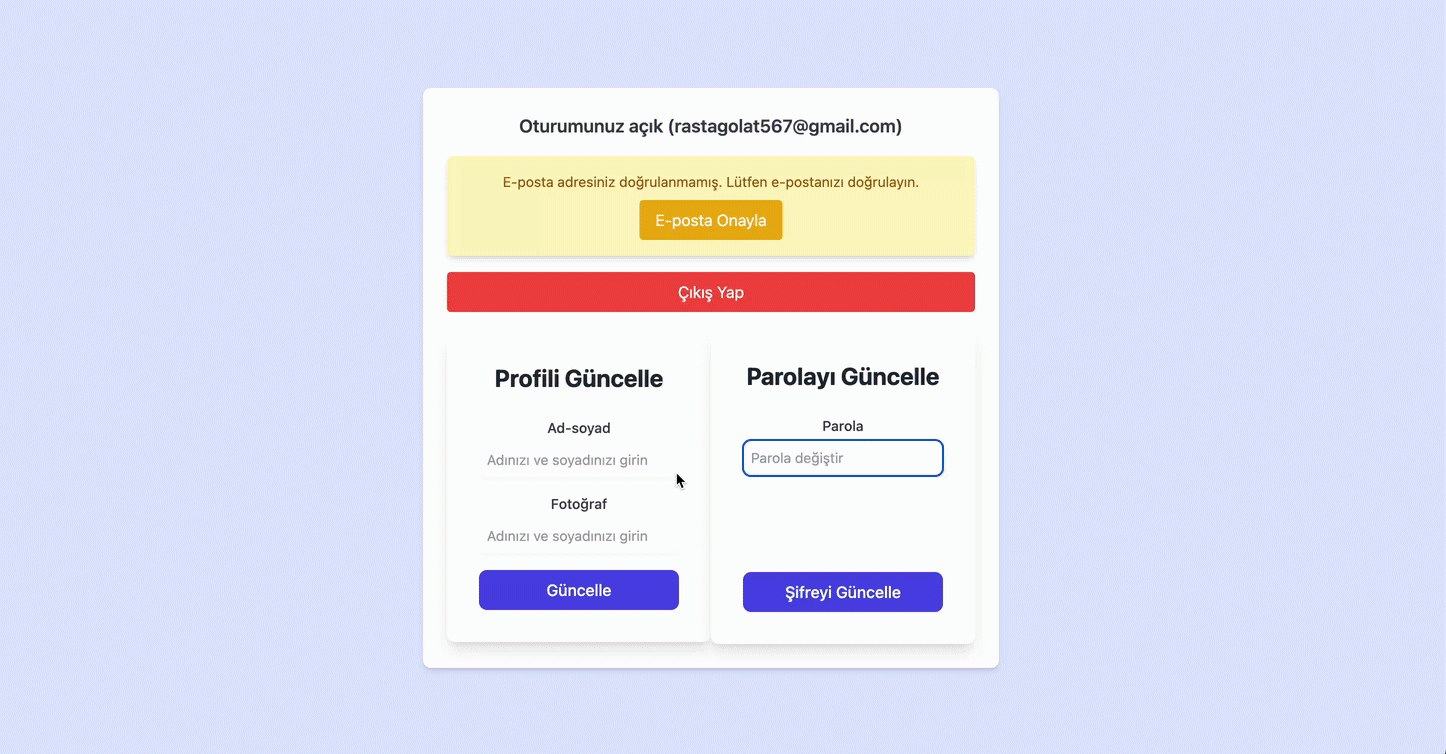 Oturumunuz açık (rastagolat567@gmail.com)
E-posta adresiniz doğrulanmamış. Lütfen e-postanızı doğrulayın.
E-posta Onayla
Çıkış Yap
Profili Güncelle
Ad-soyad
Adınızı ve soyadınızı girin
Fotoğraf
Adınızı ve soyadınızı girin
Güncelle
Parolayı Güncelle
Parola
Parola değiştir
Şifreyi Güncelle